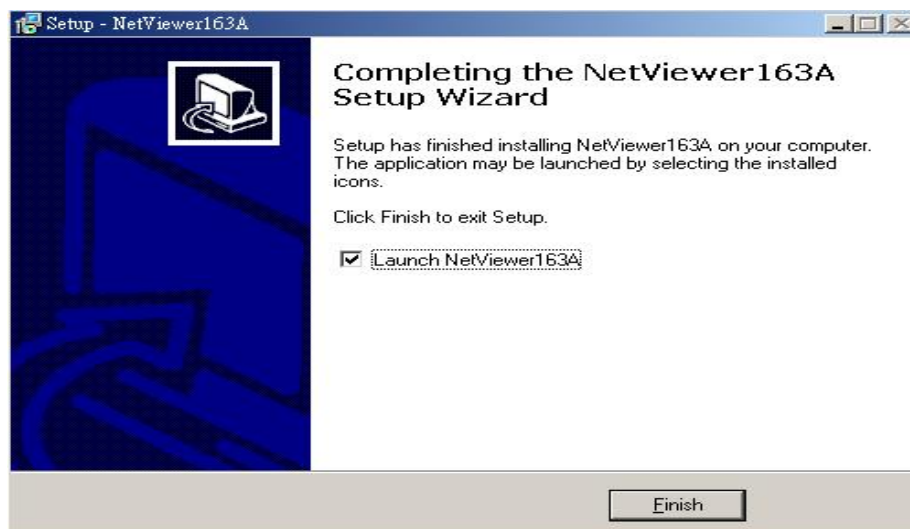 Setup - NetViewer163A
Completing the NetViewer163A
Setup Wizard
Setup has finished installing NetViewer163A on your computer.
The application may be launched by selecting the installed
icons.
Click Finish to exit Setup.
Launch NetViewer163A
Finish